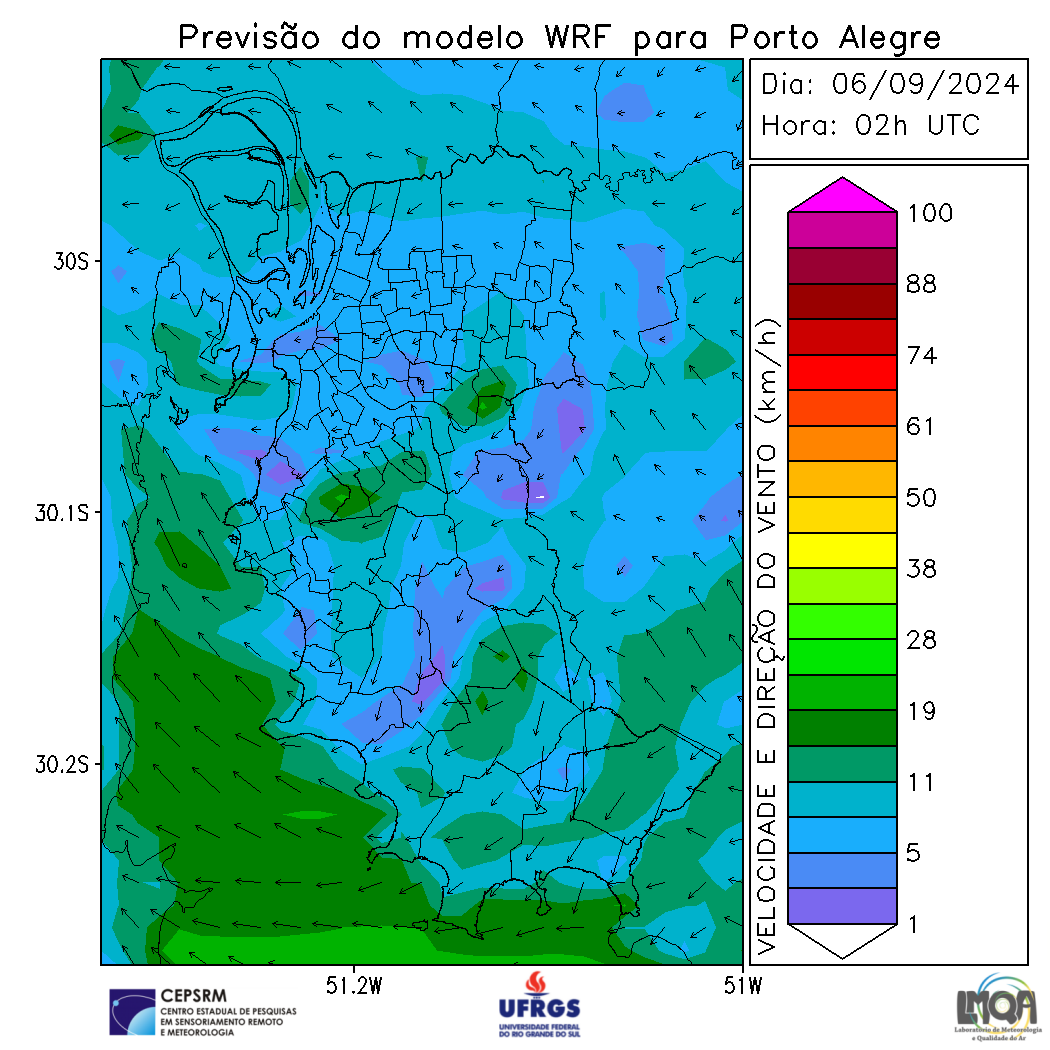 Previsão do modelo WRF para Porto Alegre
Dia: 06/09/2024
Hora: 02h UTC
30S
30.1S
30.2S
51.2W
51W
VELOCIDADE E DIREÇÃO DO VENTO (km/h)
100
88
74
61
50
38
28
19
11
5
1
CEPSRM
CENTRO ESTADUAL DE PESQUISAS
EM SENSORIAMENTO REMOTO
E METEOROLOGIA
UFRGS
UNIVERSIDADE FEDERAL
DO RIO GRANDE DO SUL
LMQA
Laboratório de Meteorologia
e Qualidade do Ar